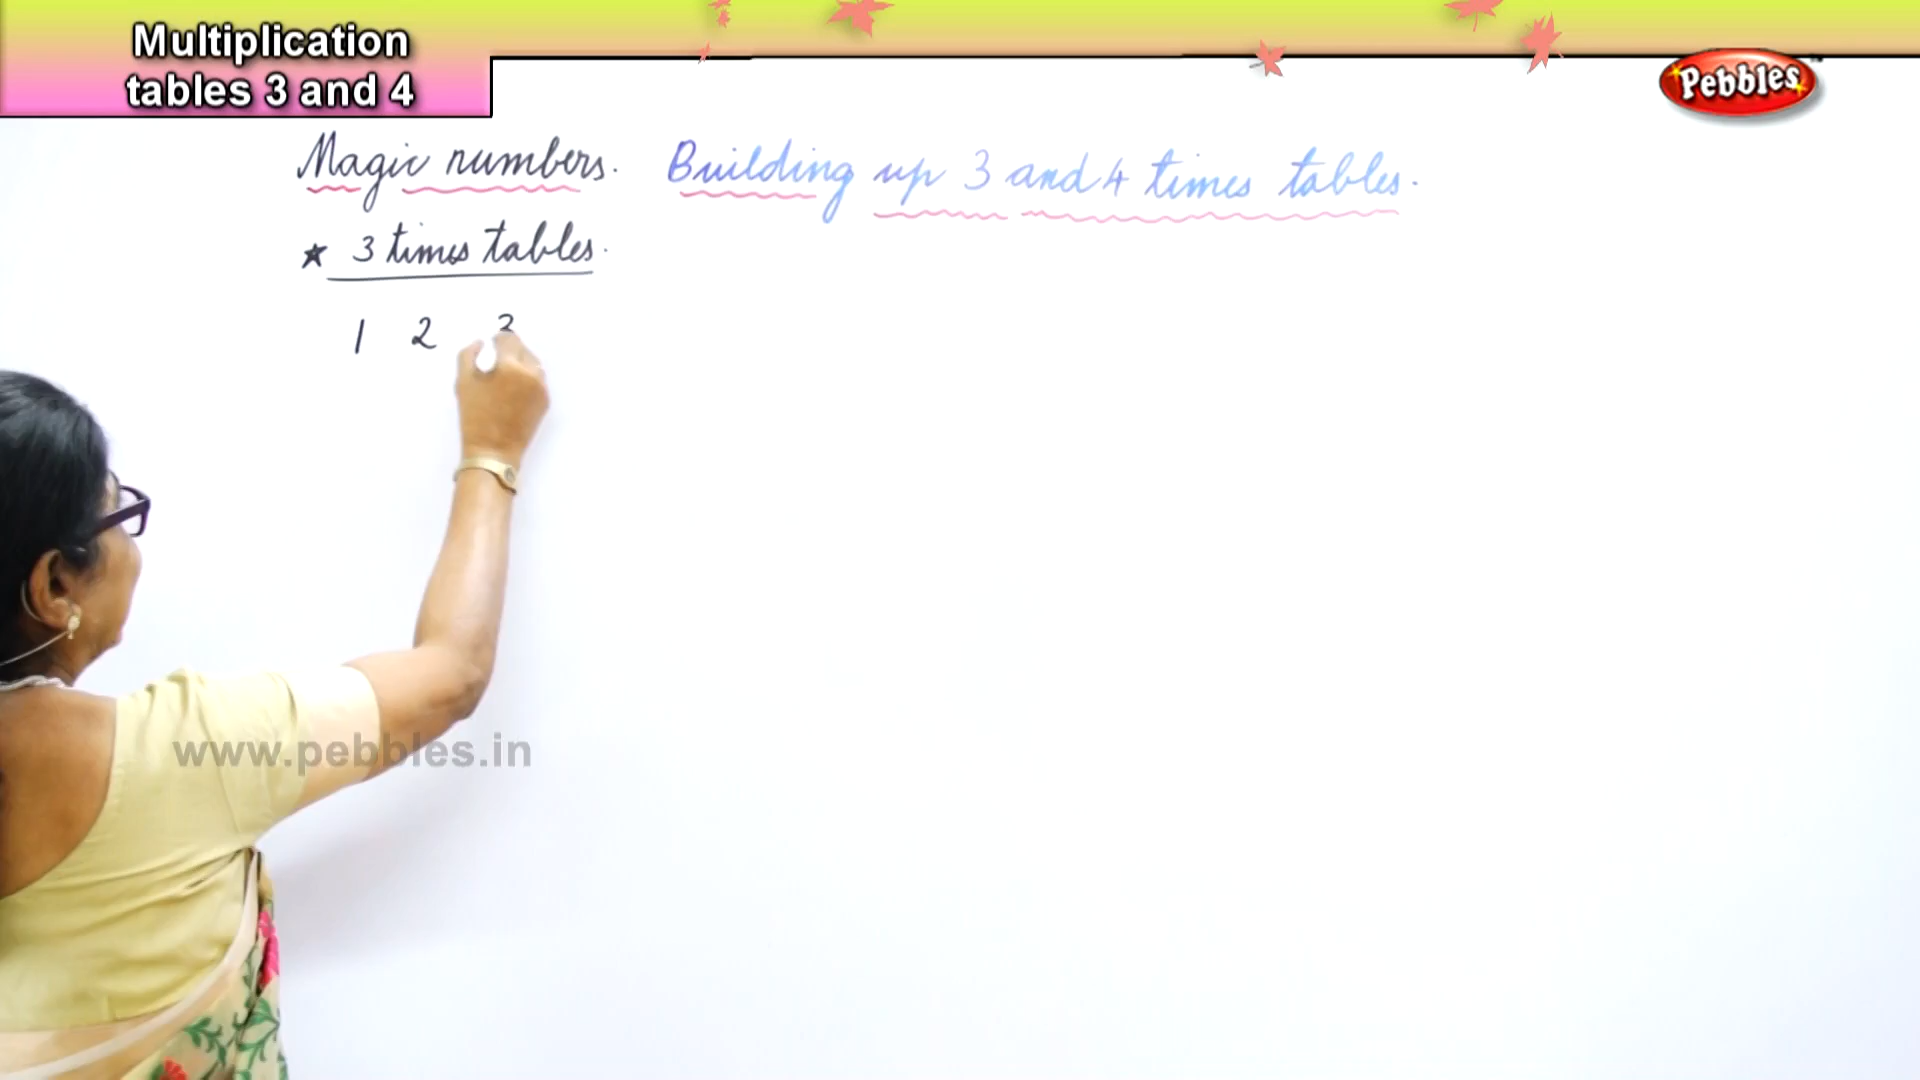 Multiplication
tables 3 and 4
Pebbles
Magic numbers. Building up 3 and 4 times tables.
★ 3 times tables.
1 2 3
www.pebbles.in